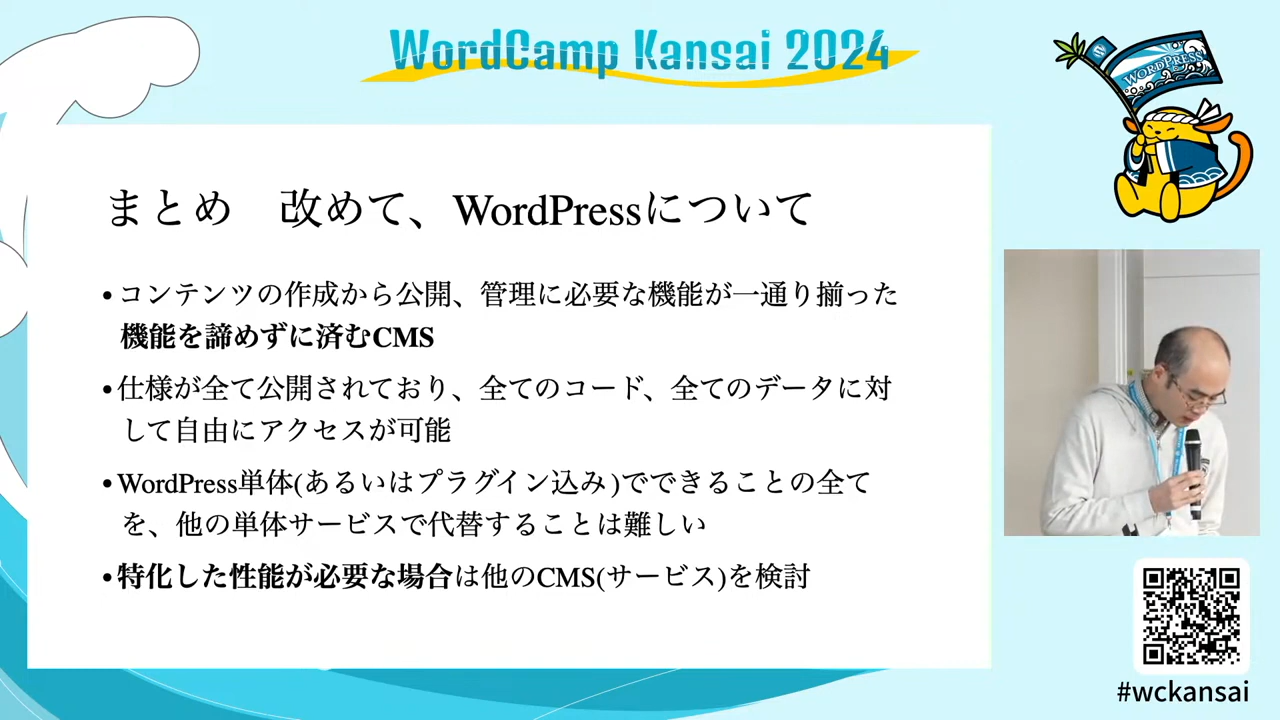 WordCamp Kansai 2024
WORDPRESS
まとめ　改めて、WordPressについて
•コンテンツの作成から公開、管理に必要な機能が一通り揃った
機能を諦めずに済むCMS
•仕様が全て公開されており、全てのコード、全てのデータに対
して自由にアクセスが可能
•WordPress単体(あるいはプラグイン込み)でできることの全て
を、他の単体サービスで代替することは難しい
•特化した性能が必要な場合は他のCMS(サービス)を検討
#wckansai